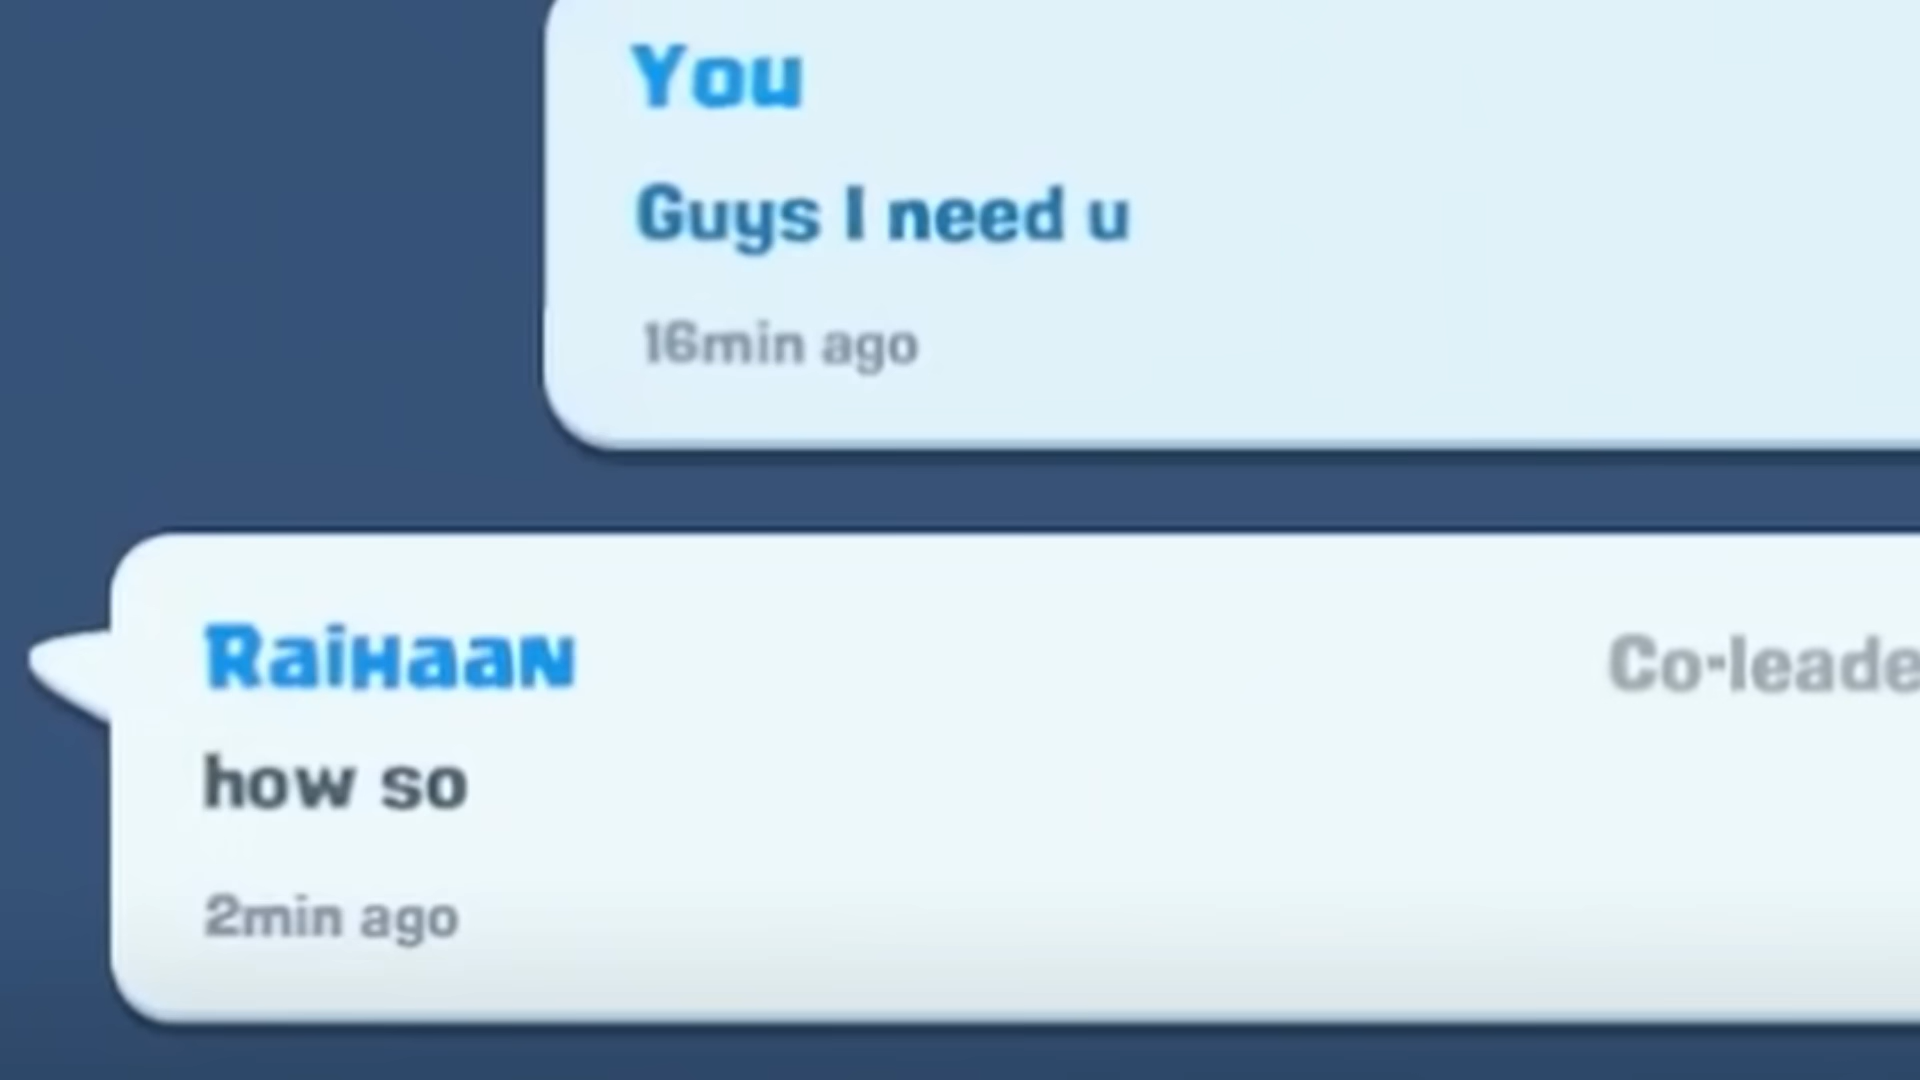 You
Guys I need u
16min ago
RaiHaaN
Co-leade
how so
2min ago